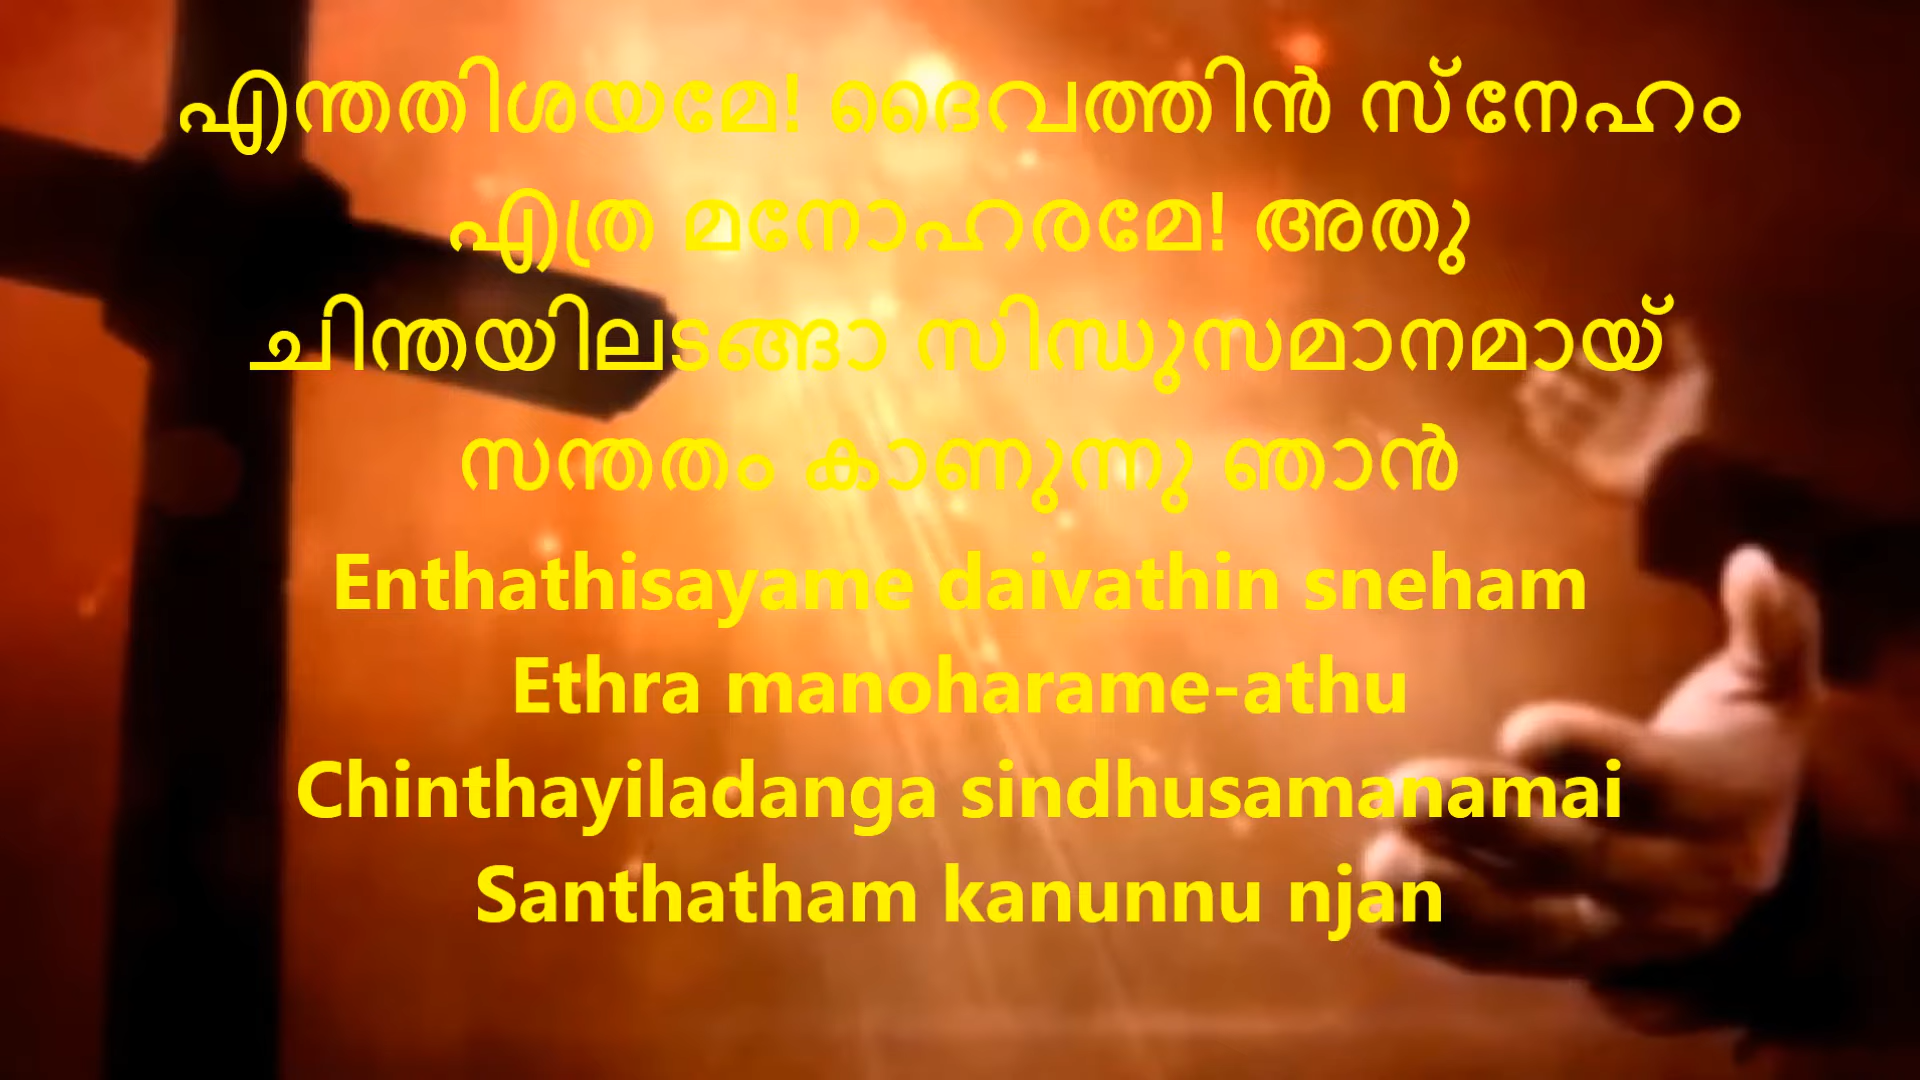 എന്തതിശയമേ! ദൈവത്തിൻ സ്നേഹം
എത്ര മനോഹരമേ! അതു
ചിന്തയിലടങ്ങാ സിന്ധുസമാനമായ്
സന്തതം കാണുന്നു ഞാൻ
Enthathisayame daivathin sneham
Ethra manoharame-athu
Chinthayiladanga sindhusamanamai
Santhatham kanunnu njan